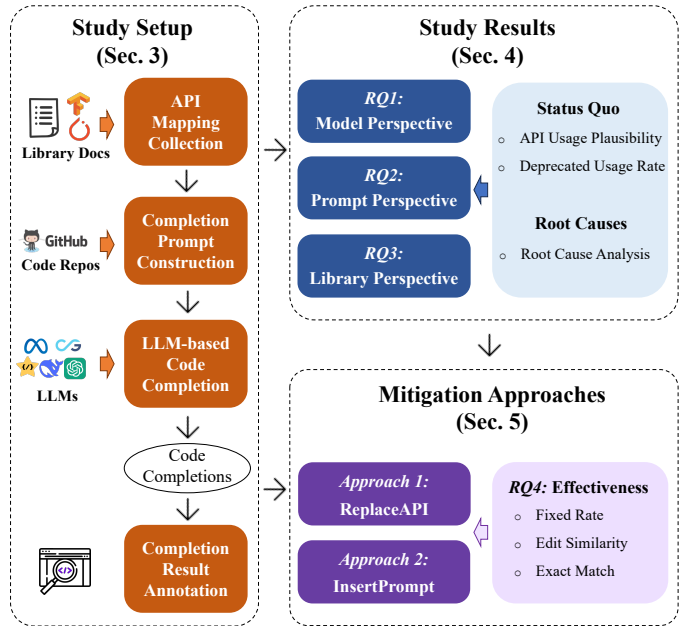 Study Setup
(Sec. 3)
Library Docs
API
Mapping
Collection
GitHub
Code Repos
Completion
Prompt
Construction
LLMs
LLM-based
Code
Completion
Code
Completions
</>
Completion
Result
Annotation
Study Results
(Sec. 4)
RQ1:
Model Perspective
RQ2:
Prompt Perspective
RQ3:
Library Perspective
Status Quo
○ API Usage Plausibility
○ Deprecated Usage Rate
Root Causes
○ Root Cause Analysis
Mitigation Approaches
(Sec. 5)
Approach 1:
ReplaceAPI
Approach 2:
InsertPrompt
RQ4: Effectiveness
○ Fixed Rate
○ Edit Similarity
○ Exact Match